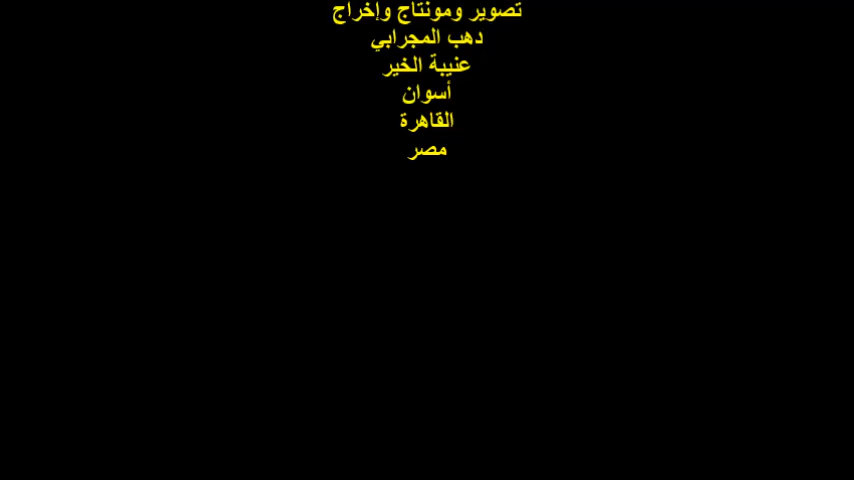 تصوير ومونتاج وإخراج
دهب المجرابي
عنيبة الخير
أسوان
القاهرة
مصر